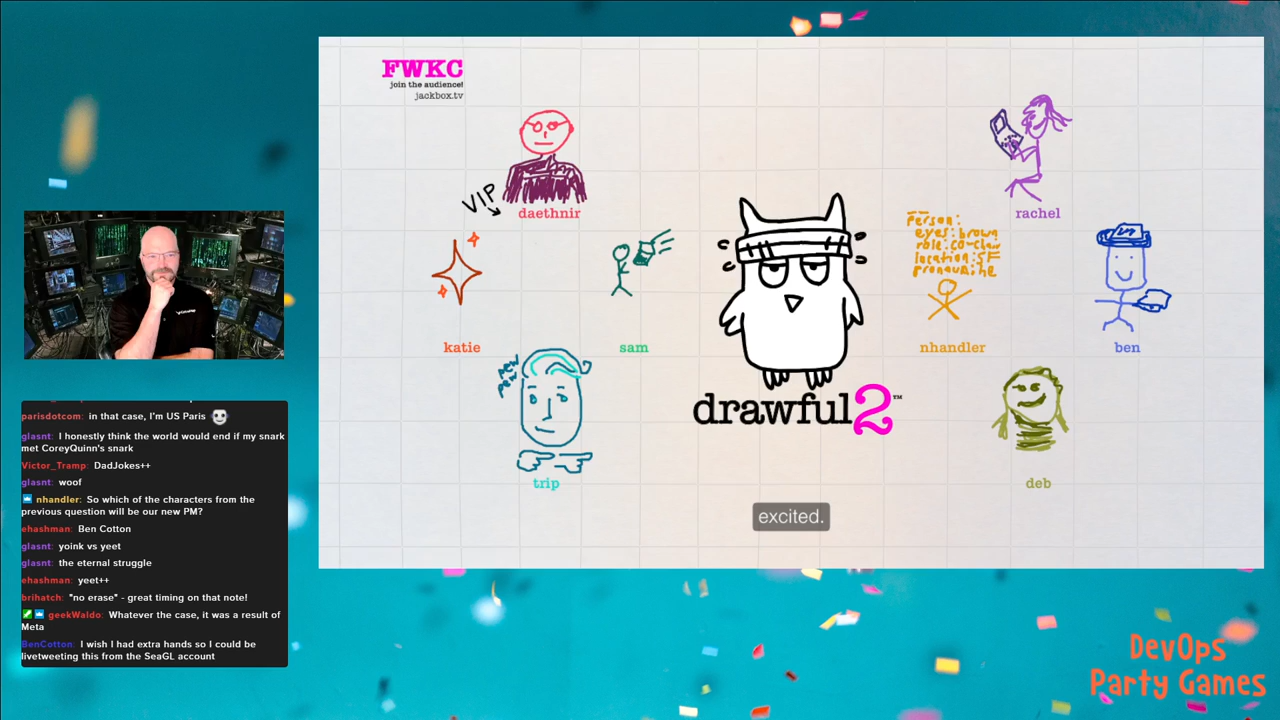 FWKC
join the audience!
jackbox.tv
VIP
daethnir
rachel
Person:
eyes: brown
role: co-chair
location: SF
katie
sam
nhandler
ben
pew
pew
trip
drawful 2™
deb
excited.
parisdotcom: in that case, I'm US Paris
glasnt: I honestly think the world would end if my snark
met CoreyQuinn's snark
Victor_Tramp: DadJokes++
glasnt: woof
nhandler: So which of the characters from the
previous question will be our new PM?
ehashman: Ben Cotton
glasnt: yoink vs yeet
glasnt: the eternal struggle
ehashman: yeet++
brihatch: "no erase" - great timing on that note!
geekWaldo: Whatever the case, it was a result of
Meta
BenCotton: I wish I had extra hands so I could be
livetweeting this from the SeaGL account
DevOps
Party Games